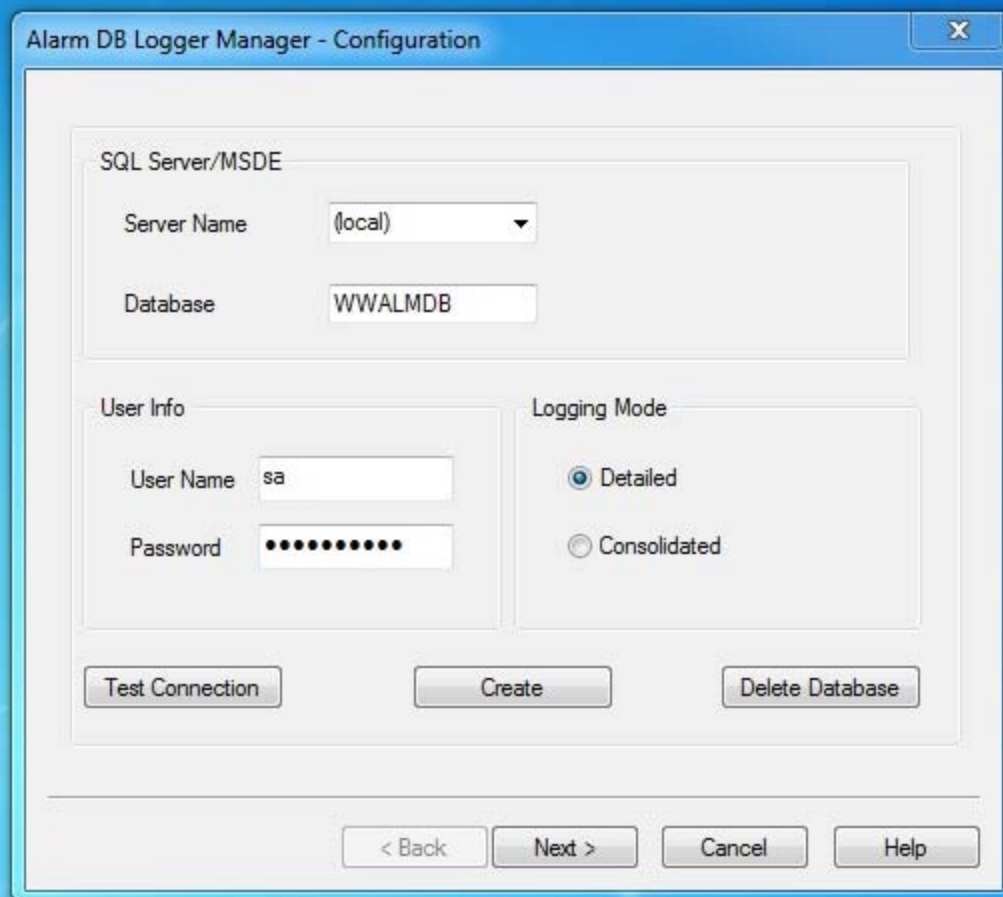 Alarm DB Logger Manager - Configuration
SQL Server/MSDE
Server Name
(local)
Database
WWALMDB
User Info
User Name
sa
Password
••••••••••
Logging Mode
Detailed
Consolidated
Test Connection
Create
Delete Database
< Back
Next >
Cancel
Help